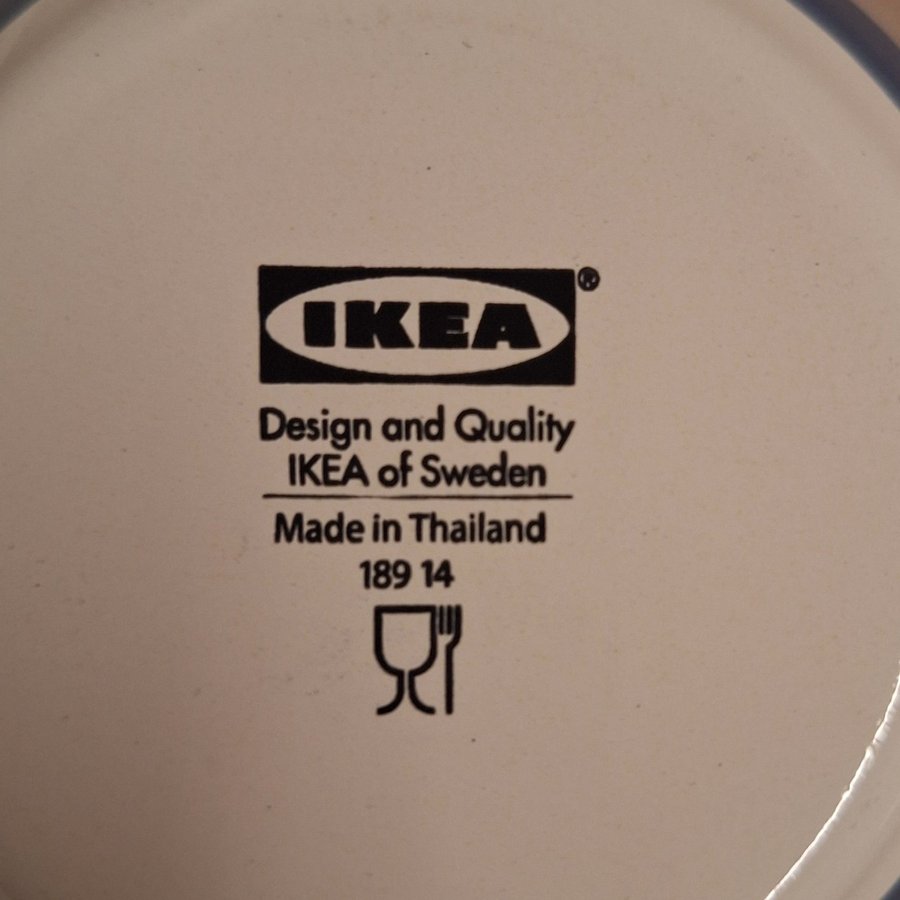 IKEA®
Design and Quality
IKEA of Sweden
Made in Thailand
189 14